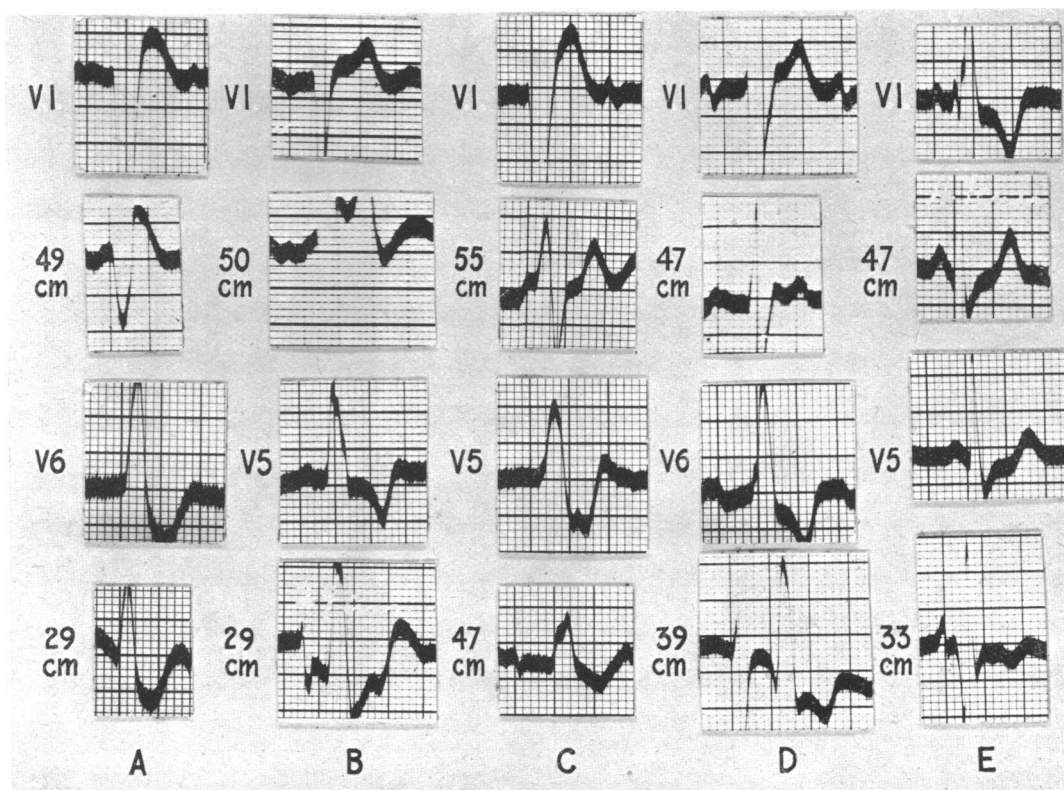 V1 V1 V1 V1 V1
49 cm 50 cm 55 cm 47 cm 47 cm
V6 V5 V5 V6 V5
29 cm 29 cm 47 cm 39 cm 33 cm
A B C D E